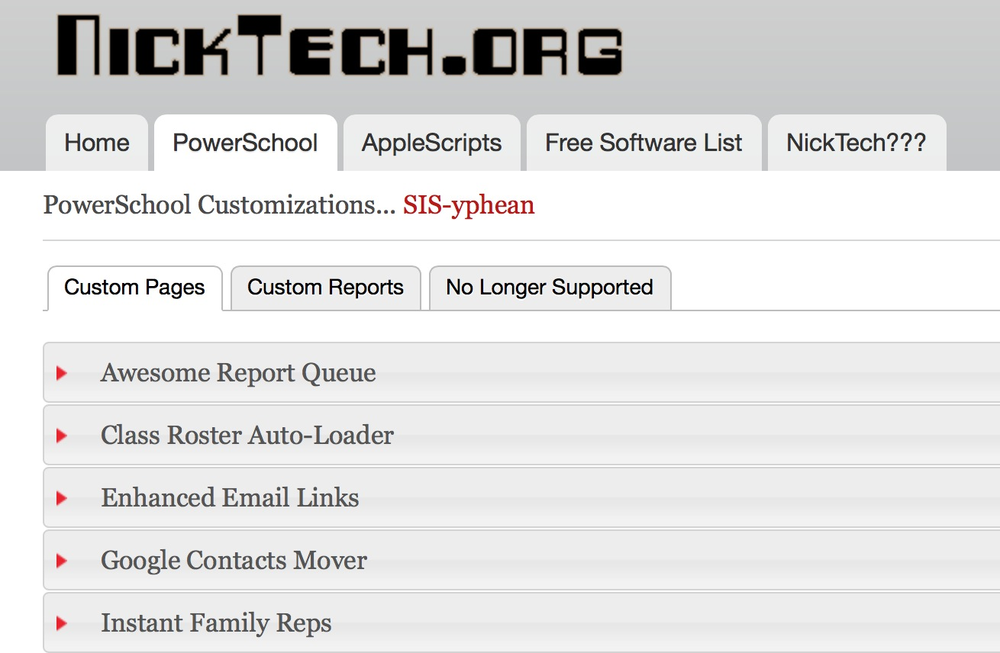 NickTech.org
Home PowerSchool AppleScripts Free Software List NickTech???
PowerSchool Customizations... SIS-yphean
Custom Pages Custom Reports No Longer Supported
Awesome Report Queue
Class Roster Auto-Loader
Enhanced Email Links
Google Contacts Mover
Instant Family Reps